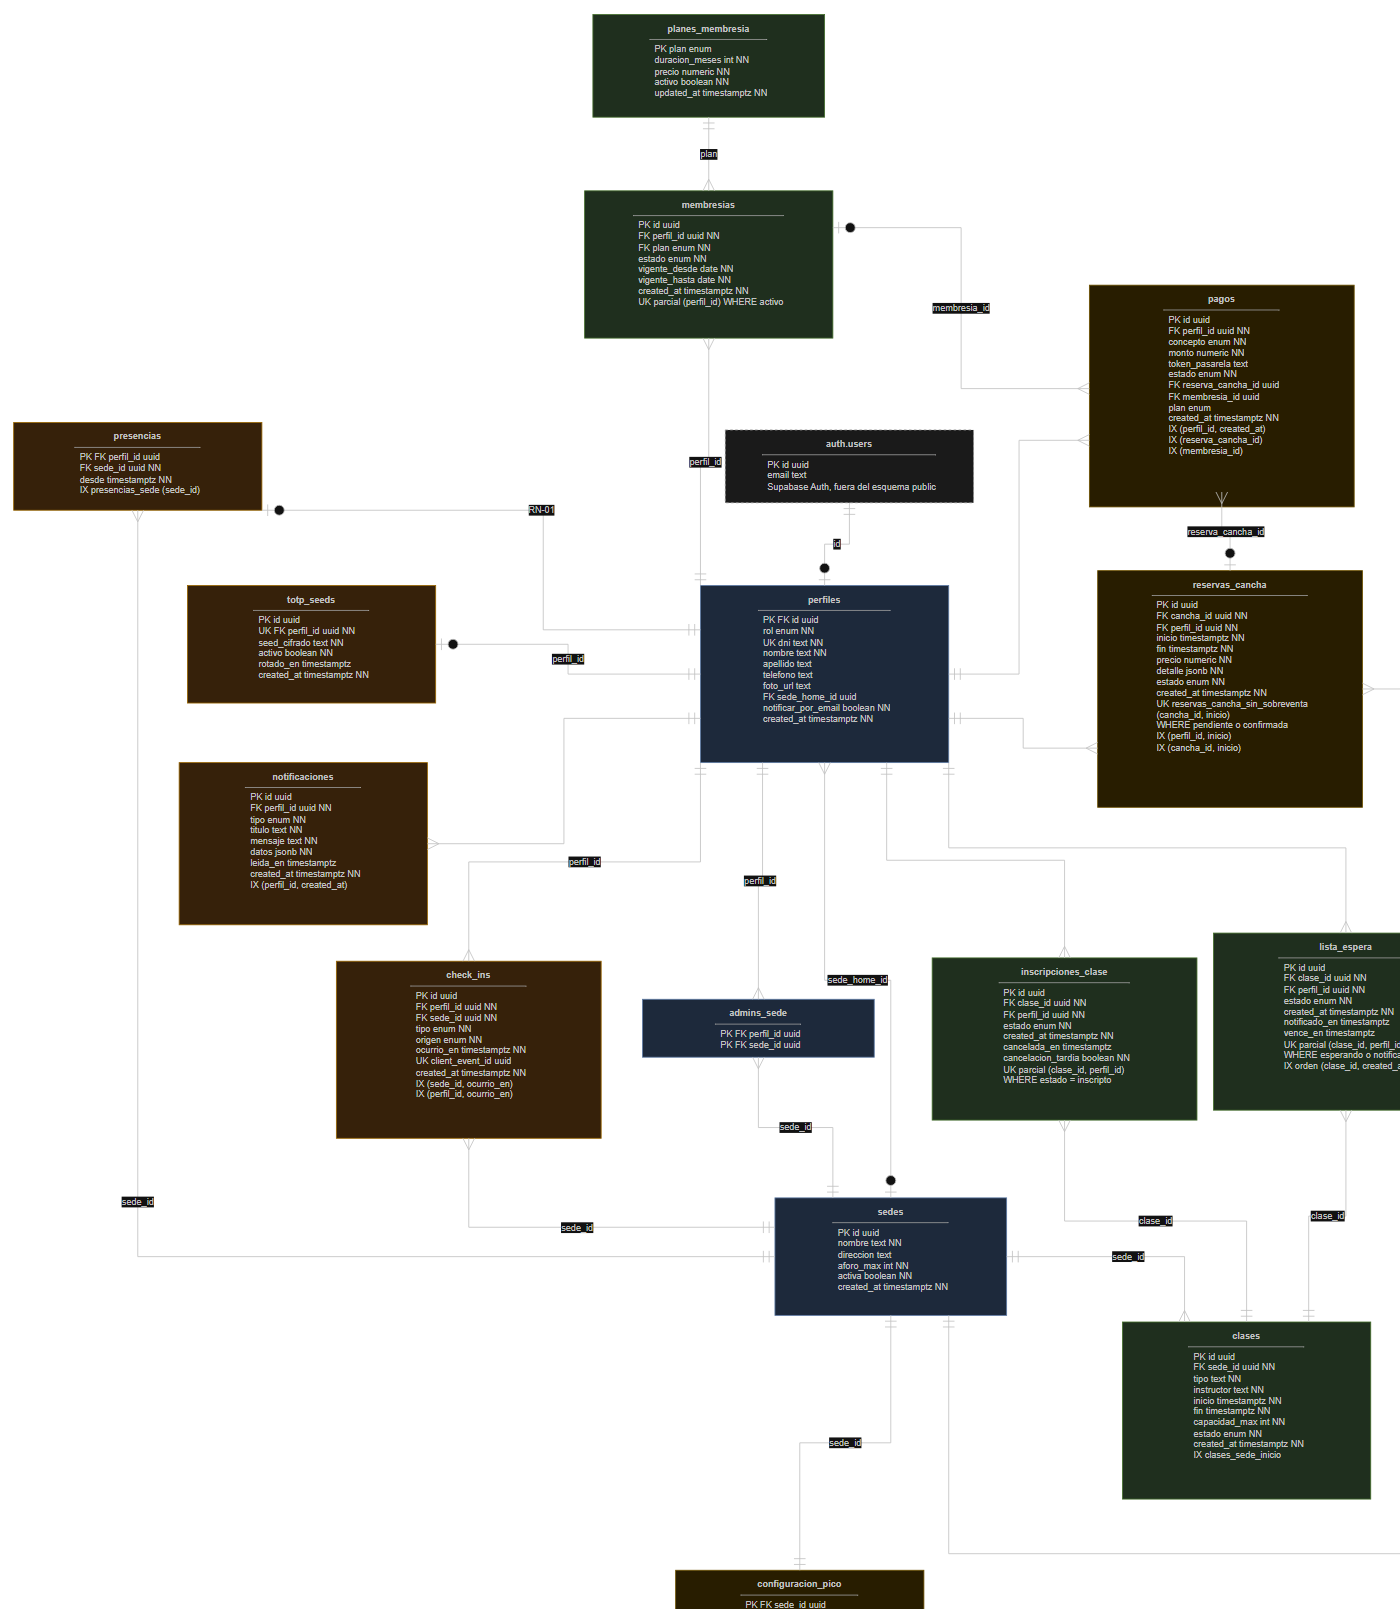 planes_membresia
PK plan enum
duracion_meses int NN
precio numeric NN
activo boolean NN
updated_at timestamptz NN
plan
membresias
PK id uuid
FK perfil_id uuid NN
FK plan enum NN
estado enum NN
vigente_desde date NN
vigente_hasta date NN
created_at timestamptz NN
UK parcial (perfil_id) WHERE activo
membresia_id
pagos
PK id uuid
FK perfil_id uuid NN
concepto enum NN
monto numeric NN
token_pasarela text
estado enum NN
FK reserva_cancha_id uuid
FK membresia_id uuid
plan enum
created_at timestamptz NN
IX (perfil_id, created_at)
IX (reserva_cancha_id)
IX (membresia_id)
presencias
PK FK perfil_id uuid
FK sede_id uuid NN
desde timestamptz NN
IX presencias_sede (sede_id)
perfil_id
auth.users
PK id uuid
email text
Supabase Auth, fuera del esquema public
RN-01
id
reserva_cancha_id
totp_seeds
PK id uuid
UK FK perfil_id uuid NN
seed_cifrado text NN
activo boolean NN
rotado_en timestamptz
created_at timestamptz NN
perfil_id
perfiles
PK FK id uuid
rol enum NN
UK dni text NN
nombre text NN
apellido text
telefono text
foto_url text
FK sede_home_id uuid
notificar_por_email boolean NN
created_at timestamptz NN
reservas_cancha
PK id uuid
FK cancha_id uuid NN
FK perfil_id uuid NN
inicio timestamptz NN
fin timestamptz NN
precio numeric NN
detalle jsonb NN
estado enum NN
created_at timestamptz NN
UK reservas_cancha_sin_sobreventa
(cancha_id, inicio)
WHERE pendiente o confirmada
IX (perfil_id, inicio)
IX (cancha_id, inicio)
notificaciones
PK id uuid
FK perfil_id uuid NN
tipo enum NN
titulo text NN
mensaje text NN
datos jsonb NN
leida_en timestamptz
created_at timestamptz NN
IX (perfil_id, created_at)
perfil_id
perfil_id
sede_home_id
check_ins
PK id uuid
FK perfil_id uuid NN
FK sede_id uuid NN
tipo enum NN
origen enum NN
ocurrio_en timestamptz NN
UK client_event_id uuid
created_at timestamptz NN
IX (sede_id, ocurrio_en)
IX (perfil_id, ocurrio_en)
admins_sede
PK FK perfil_id uuid
PK FK sede_id uuid
inscripciones_clase
PK id uuid
FK clase_id uuid NN
FK perfil_id uuid NN
estado enum NN
created_at timestamptz NN
cancelada_en timestamptz
cancelacion_tardia boolean NN
UK parcial (clase_id, perfil_id)
WHERE estado = inscripto
lista_espera
PK id uuid
FK clase_id uuid NN
FK perfil_id uuid NN
estado enum NN
created_at timestamptz NN
notificado_en timestamptz
vence_en timestamptz
UK parcial (clase_id, perfil_id
WHERE esperando o notifica
IX orden (clase_id, created_a
sede_id
sede_id
sede_id
clase_id
clase_id
sede_id
sedes
PK id uuid
nombre text NN
direccion text
aforo_max int NN
activa boolean NN
created_at timestamptz NN
clases
PK id uuid
FK sede_id uuid NN
tipo text NN
instructor text NN
inicio timestamptz NN
fin timestamptz NN
capacidad_max int NN
estado enum NN
created_at timestamptz NN
IX clases_sede_inicio
sede_id
configuracion_pico
PK FK sede_id uuid